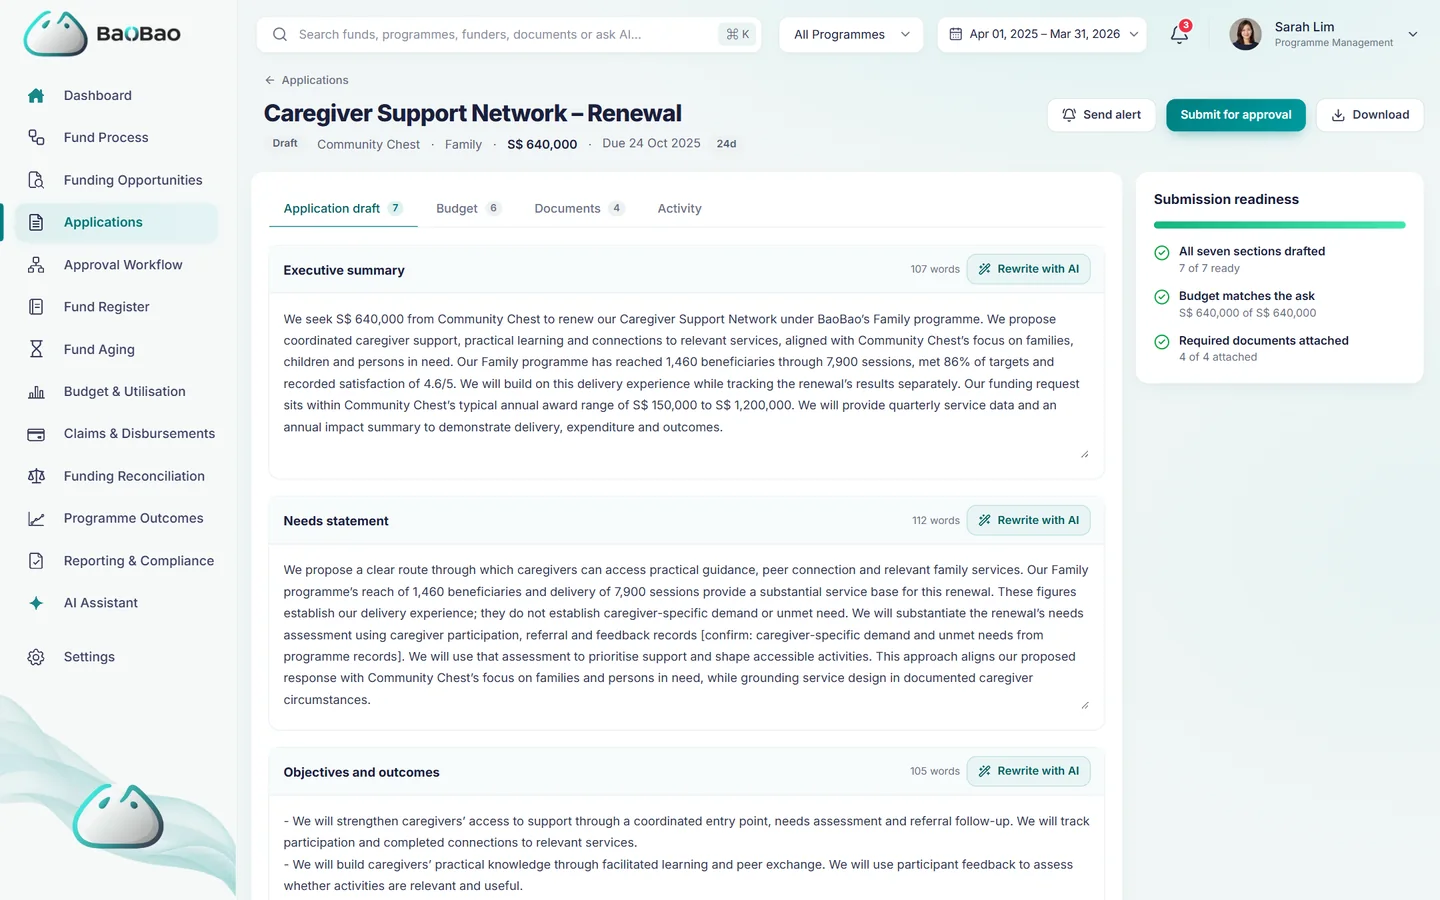 BaoBao
Search funds, programmes, funders, documents or ask AI...
⌘ K
All Programmes
Apr 01, 2025 – Mar 31, 2026
3
Sarah Lim
Programme Management
Dashboard
Fund Process
Funding Opportunities
Applications
Approval Workflow
Fund Register
Fund Aging
Budget & Utilisation
Claims & Disbursements
Funding Reconciliation
Programme Outcomes
Reporting & Compliance
AI Assistant
Settings
← Applications
Caregiver Support Network – Renewal
Draft Community Chest · Family · S$ 640,000 · Due 24 Oct 2025 24d
Send alert
Submit for approval
Download
Application draft 7
Budget 6
Documents 4
Activity
Executive summary
107 words
Rewrite with AI
We seek S$ 640,000 from Community Chest to renew our Caregiver Support Network under BaoBao’s Family programme. We propose
coordinated caregiver support, practical learning and connections to relevant services, aligned with Community Chest’s focus on families,
children and persons in need. Our Family programme has reached 1,460 beneficiaries through 7,900 sessions, met 86% of targets and
recorded satisfaction of 4.6/5. We will build on this delivery experience while tracking the renewal’s results separately. Our funding request
sits within Community Chest’s typical annual award range of S$ 150,000 to S$ 1,200,000. We will provide quarterly service data and an
annual impact summary to demonstrate delivery, expenditure and outcomes.
Needs statement
112 words
Rewrite with AI
We propose a clear route through which caregivers can access practical guidance, peer connection and relevant family services. Our Family
programme’s reach of 1,460 beneficiaries and delivery of 7,900 sessions provide a substantial service base for this renewal. These figures
establish our delivery experience; they do not establish caregiver-specific demand or unmet need. We will substantiate the renewal’s needs
assessment using caregiver participation, referral and feedback records [confirm: caregiver-specific demand and unmet needs from
programme records]. We will use that assessment to prioritise support and shape accessible activities. This approach aligns our proposed
response with Community Chest’s focus on families and persons in need, while grounding service design in documented caregiver
circumstances.
Objectives and outcomes
105 words
Rewrite with AI
- We will strengthen caregivers’ access to support through a coordinated entry point, needs assessment and referral follow-up. We will track
participation and completed connections to relevant services.
- We will build caregivers’ practical knowledge through facilitated learning and peer exchange. We will use participant feedback to assess
whether activities are relevant and useful.
Submission readiness
All seven sections drafted
7 of 7 ready
Budget matches the ask
S$ 640,000 of S$ 640,000
Required documents attached
4 of 4 attached